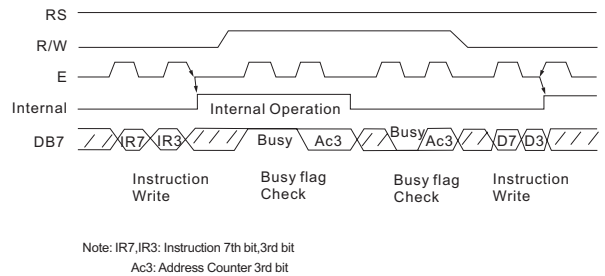 RS
R/W
E
Internal Internal Operation
DB7 IR7 IR3 Busy Ac3 Busy Ac3 D7 D3
Instruction Write
Busy flag Check
Busy flag Check
Instruction Write
Note: IR7,IR3: Instruction 7th bit,3rd bit
Ac3: Address Counter 3rd bit